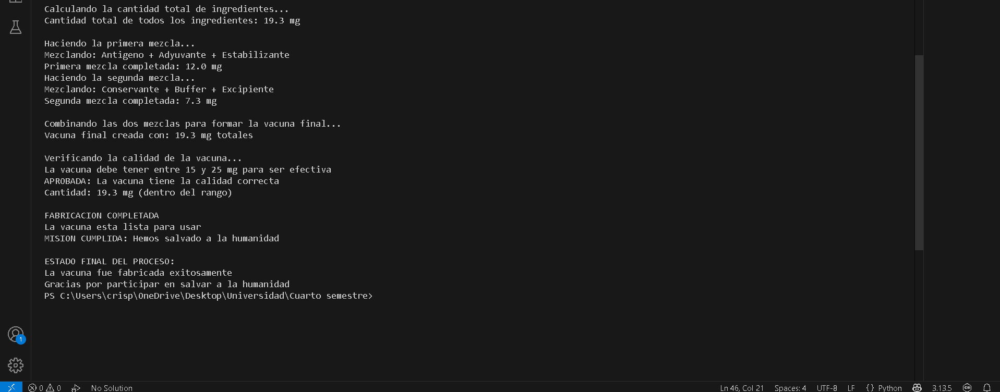 Calculando la cantidad total de ingredientes...
Cantidad total de todos los ingredientes: 19.3 mg
Haciendo la primera mezcla...
Mezclando: Antigeno + Adyuvante + Estabilizante
Primera mezcla completada: 12.0 mg
Haciendo la segunda mezcla...
Mezclando: Conservante + Buffer + Excipiente
Segunda mezcla completada: 7.3 mg
Combinando las dos mezclas para formar la vacuna final...
Vacuna final creada con: 19.3 mg totales
Verificando la calidad de la vacuna...
La vacuna debe tener entre 15 y 25 mg para ser efectiva
APROBADA: La vacuna tiene la calidad correcta
Cantidad: 19.3 mg (dentro del rango)
FABRICACION COMPLETADA
La vacuna esta lista para usar
MISION CUMPLIDA: Hemos salvado a la humanidad
ESTADO FINAL DEL PROCESO:
La vacuna fue fabricada exitosamente
Gracias por participar en salvar a la humanidad
PS C:\Users\crisp\OneDrive\Desktop\Universidad\Cuarto semestre>
1
0 0 No Solution Ln 46, Col 21 Spaces: 4 UTF-8 LF {} Python 3.13.5